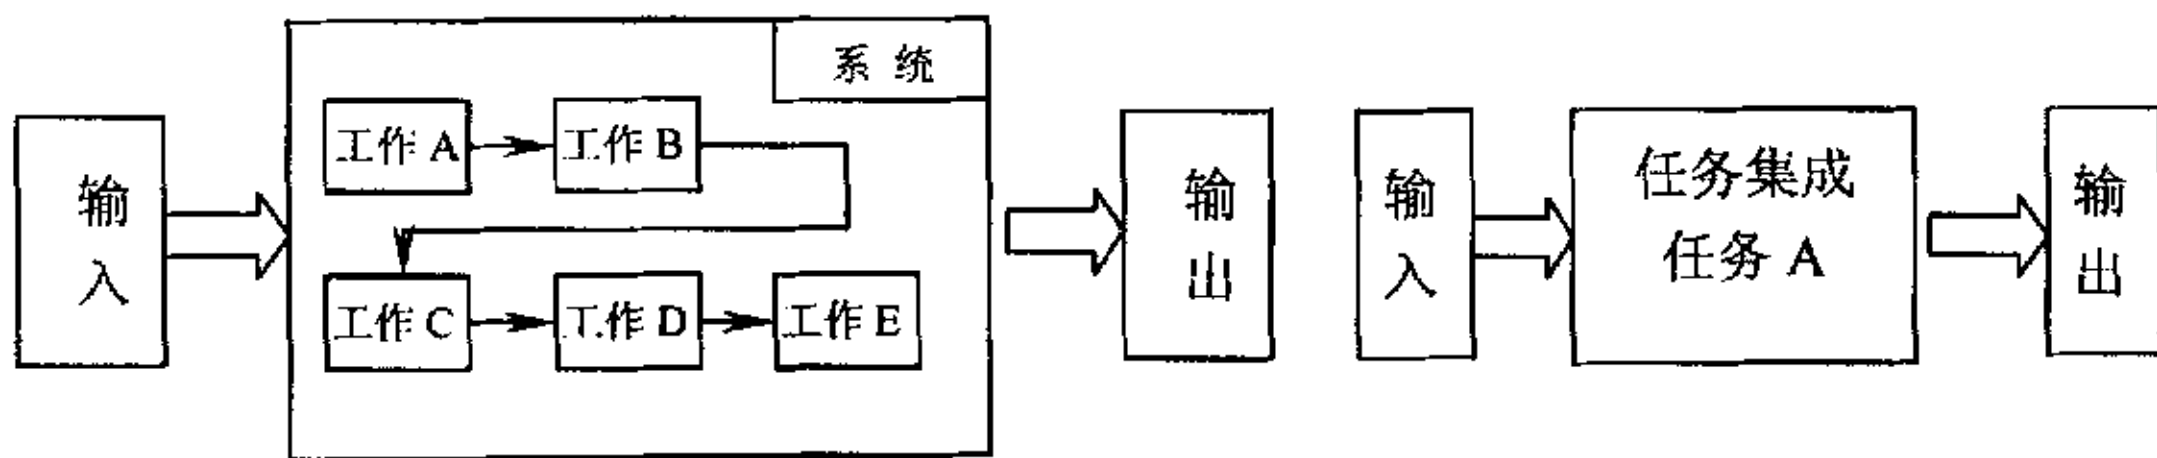 输入
系统
工作 A
工作 B
工作 C
工作 D
工作 E
输出
输入
任务集成
任务 A
输出